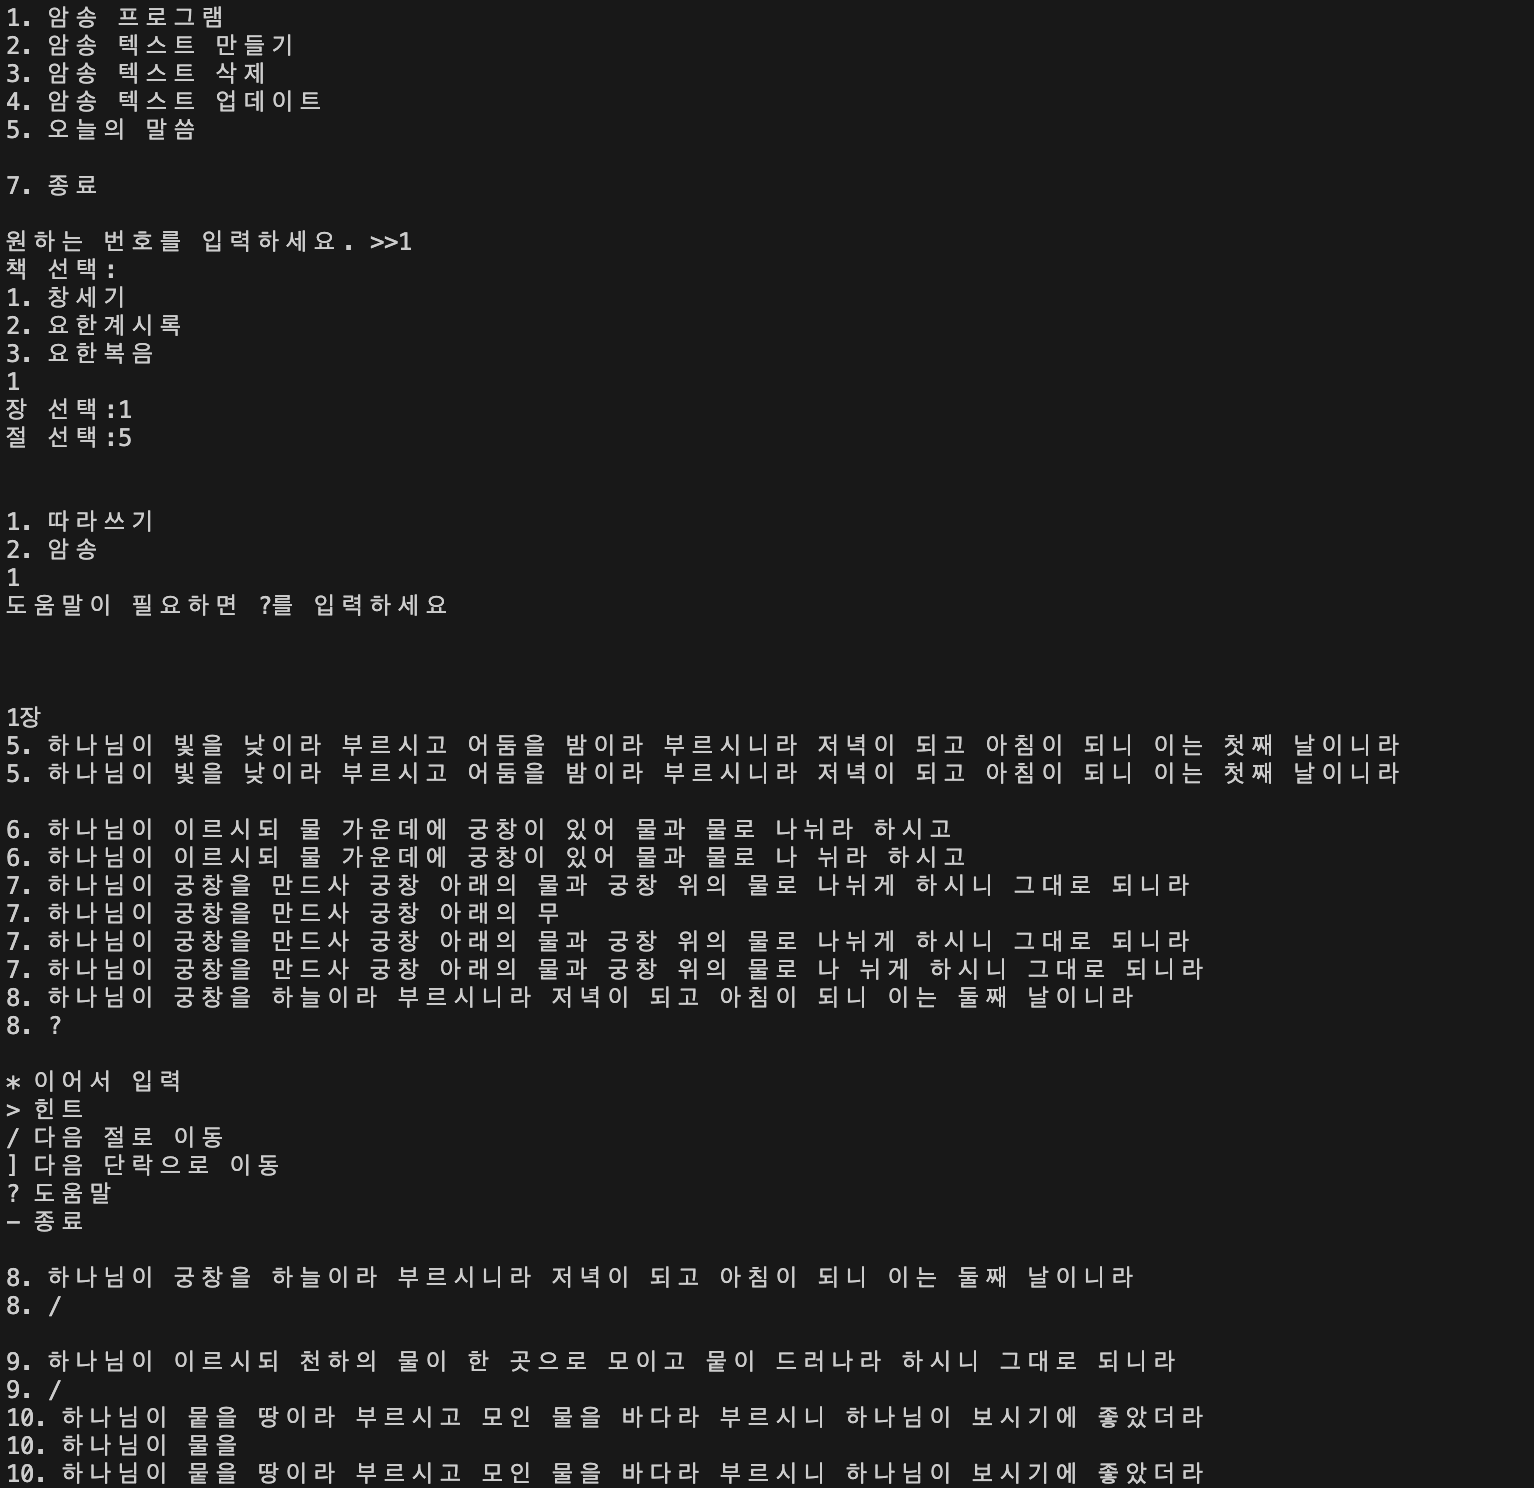 1. 암송 프로그램
2. 암송 텍스트 만들기
3. 암송 텍스트 삭제
4. 암송 텍스트 업데이트
5. 오늘의 말씀
7. 종료
원하는 번호를 입력하세요. >>1
책 선택:
1. 창세기
2. 요한계시록
3. 요한복음
1
장 선택:1
절 선택:5
1. 따라쓰기
2. 암송
1
도움말이 필요하면 ?를 입력하세요
1장
5. 하나님이 빛을 낮이라 부르시고 어둠을 밤이라 부르시니라 저녁이 되고 아침이 되니 이는 첫째 날이니라
5. 하나님이 빛을 낮이라 부르시고 어둠을 밤이라 부르시니라 저녁이 되고 아침이 되니 이는 첫째 날이니라
6. 하나님이 이르시되 물 가운데에 궁창이 있어 물과 물로 나뉘라 하시고
6. 하나님이 이르시되 물 가운데에 궁창이 있어 물과 물로 나 뉘라 하시고
7. 하나님이 궁창을 만드사 궁창 아래의 물과 궁창 위의 물로 나뉘게 하시니 그대로 되니라
7. 하나님이 궁창을 만드사 궁창 아래의 무
7. 하나님이 궁창을 만드사 궁창 아래의 물과 궁창 위의 물로 나뉘게 하시니 그대로 되니라
7. 하나님이 궁창을 만드사 궁창 아래의 물과 궁창 위의 물로 나 뉘게 하시니 그대로 되니라
8. 하나님이 궁창을 하늘이라 부르시니라 저녁이 되고 아침이 되니 이는 둘째 날이니라
8. ?
* 이어서 입력
> 힌트
/ 다음 절로 이동
] 다음 단락으로 이동
? 도움말
- 종료
8. 하나님이 궁창을 하늘이라 부르시니라 저녁이 되고 아침이 되니 이는 둘째 날이니라
8. /
9. 하나님이 이르시되 천하의 물이 한 곳으로 모이고 뭍이 드러나라 하시니 그대로 되니라
9. /
10. 하나님이 뭍을 땅이라 부르시고 모인 물을 바다라 부르시니 하나님이 보시기에 좋았더라
10. 하나님이 물을
10. 하나님이 뭍을 땅이라 부르시고 모인 물을 바다라 부르시니 하나님이 보시기에 좋았더라